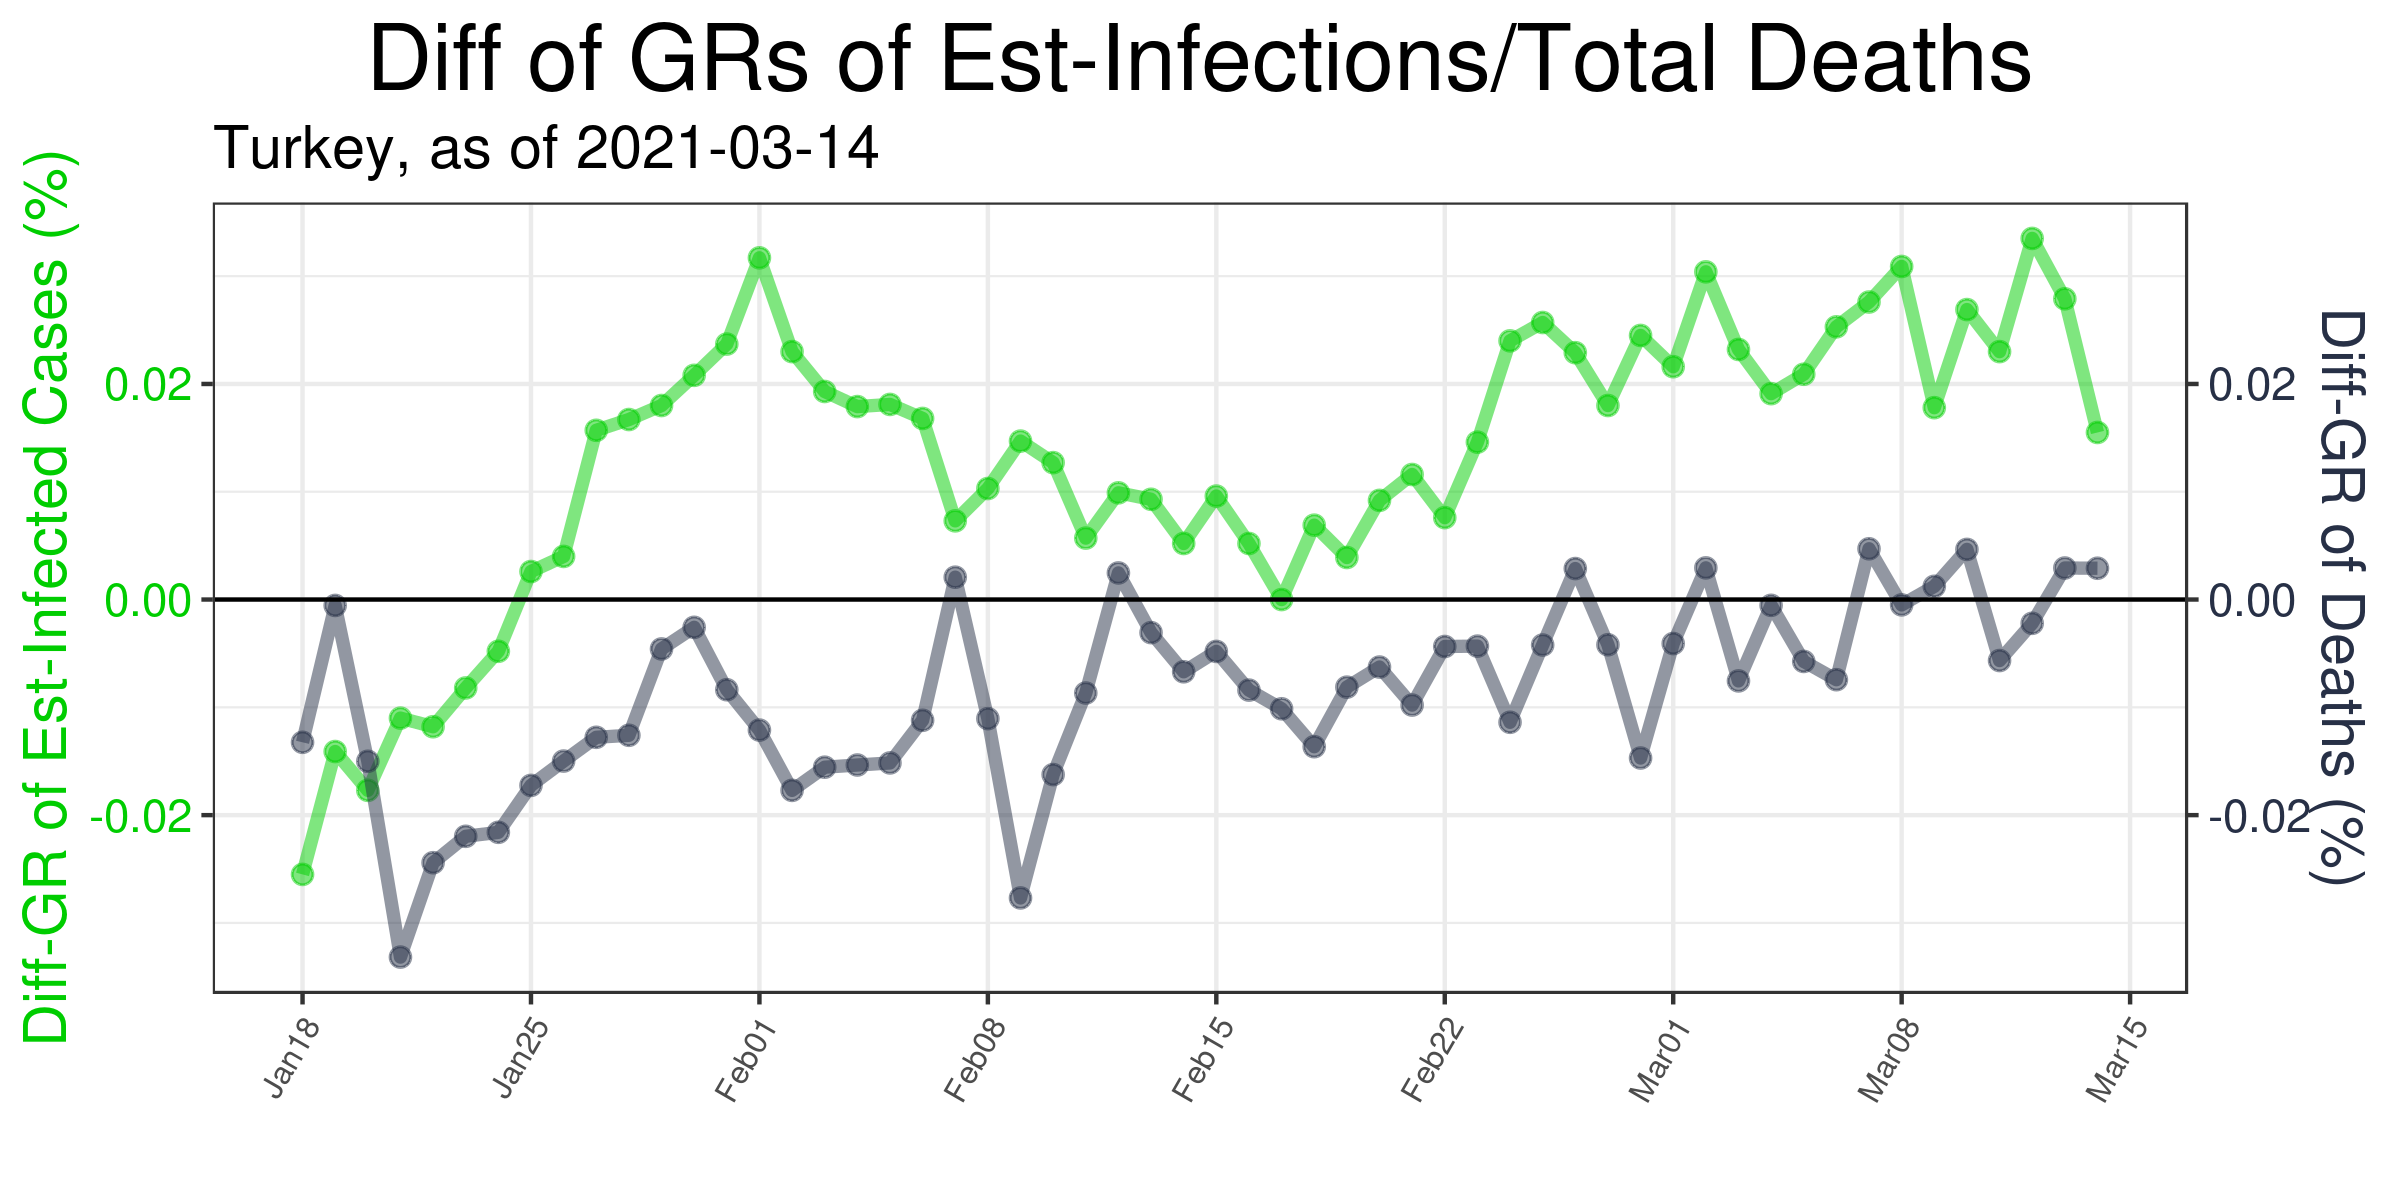 Diff of GRs of Est-Infections/Total Deaths
Turkey, as of 2021-03-14
Diff-GR of Est-Infected Cases (%)
0.02
0.00
-0.02
0.02
0.00
-0.02
Diff-GR of Deaths (%)
Jan18
Jan25
Feb01
Feb08
Feb15
Feb22
Mar01
Mar08
Mar15